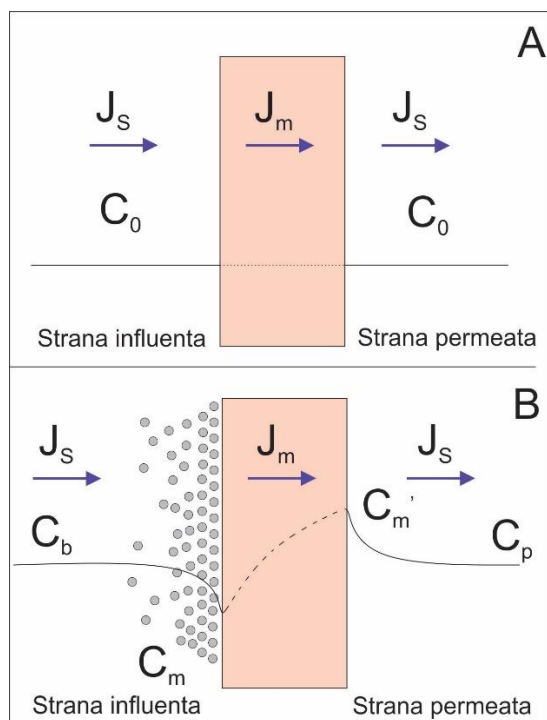 A
J_S J_m J_S
C_0 C_0
Strana influenta Strana permeata
B
J_S J_m J_S
C_m'
C_b C_p
C_m
Strana influenta Strana permeata